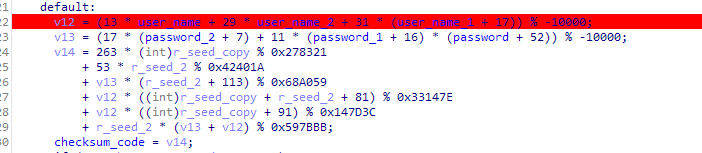 21 default:
22 v12 = (13 * user_name + 29 * user_name_2 + 31 * (user_name_1 + 17)) % -10000;
23 v13 = (17 * (password_2 + 7) + 11 * (password_1 + 16) * (password + 52)) % -10000;
24 v14 = 263 * (int)r_seed_copy % 0x278321
25 + 53 * r_seed_2 % 0x42401A
26 + v13 * (r_seed_2 + 113) % 0x68A059
27 + v12 * ((int)r_seed_copy + r_seed_2 + 81) % 0x33147E
28 + v12 * ((int)r_seed_copy + 91) % 0x147D3C
29 + r_seed_2 * (v13 + v12) % 0x597BBB;
30 checksum_code = v14;